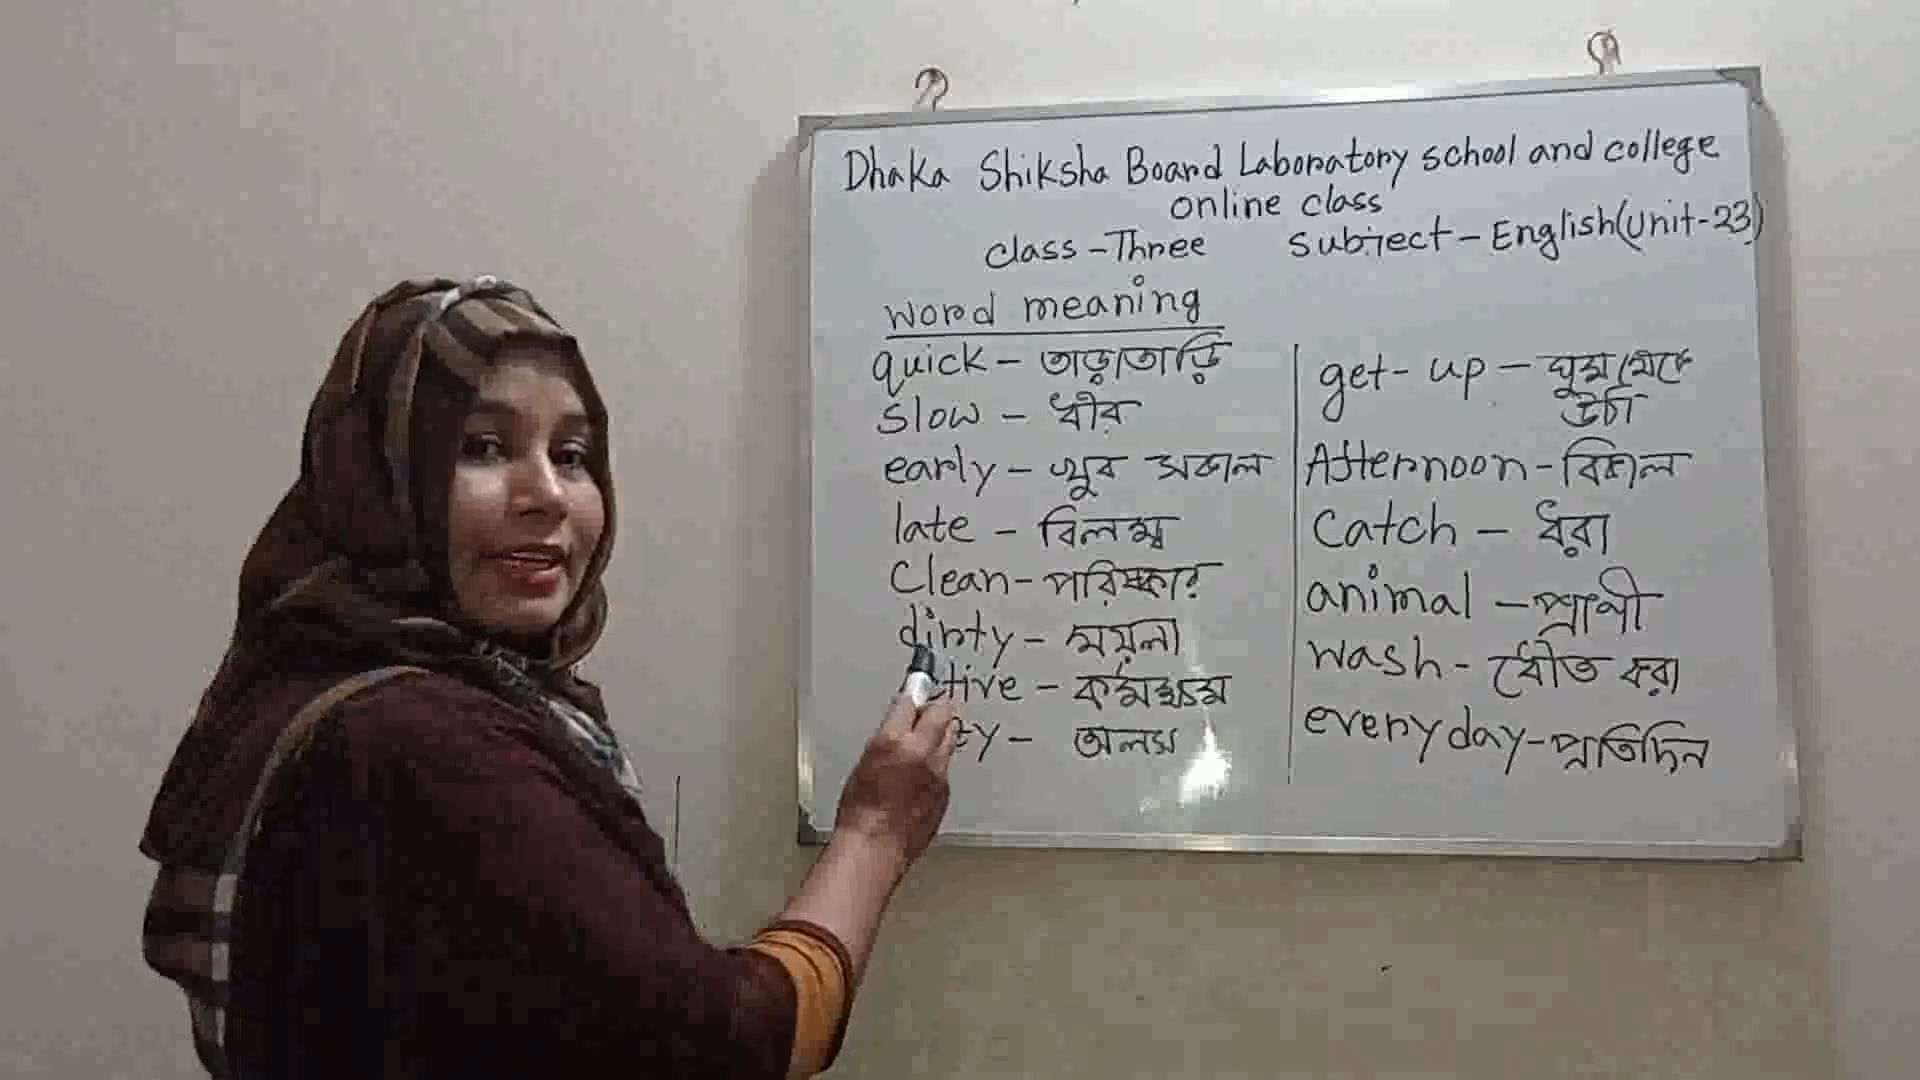 Dhaka Shiksha Board Laboratory school and college
online class
class-Three subject-English(Unit-23)
word meaning
quick - তাড়াতাড়ি
slow - ধীর
early - খুব সকাল
late - বিলম্ব
Clean - পরিস্কার
dirty - ময়লা
- কর্মক্ষম
- অলস
get-up - ঘুম থেকে
উঠা
Afternoon - বিকাল
Catch - ধরা
animal - প্রাণী
wash - ধৌত করা
everyday - প্রতিদিন